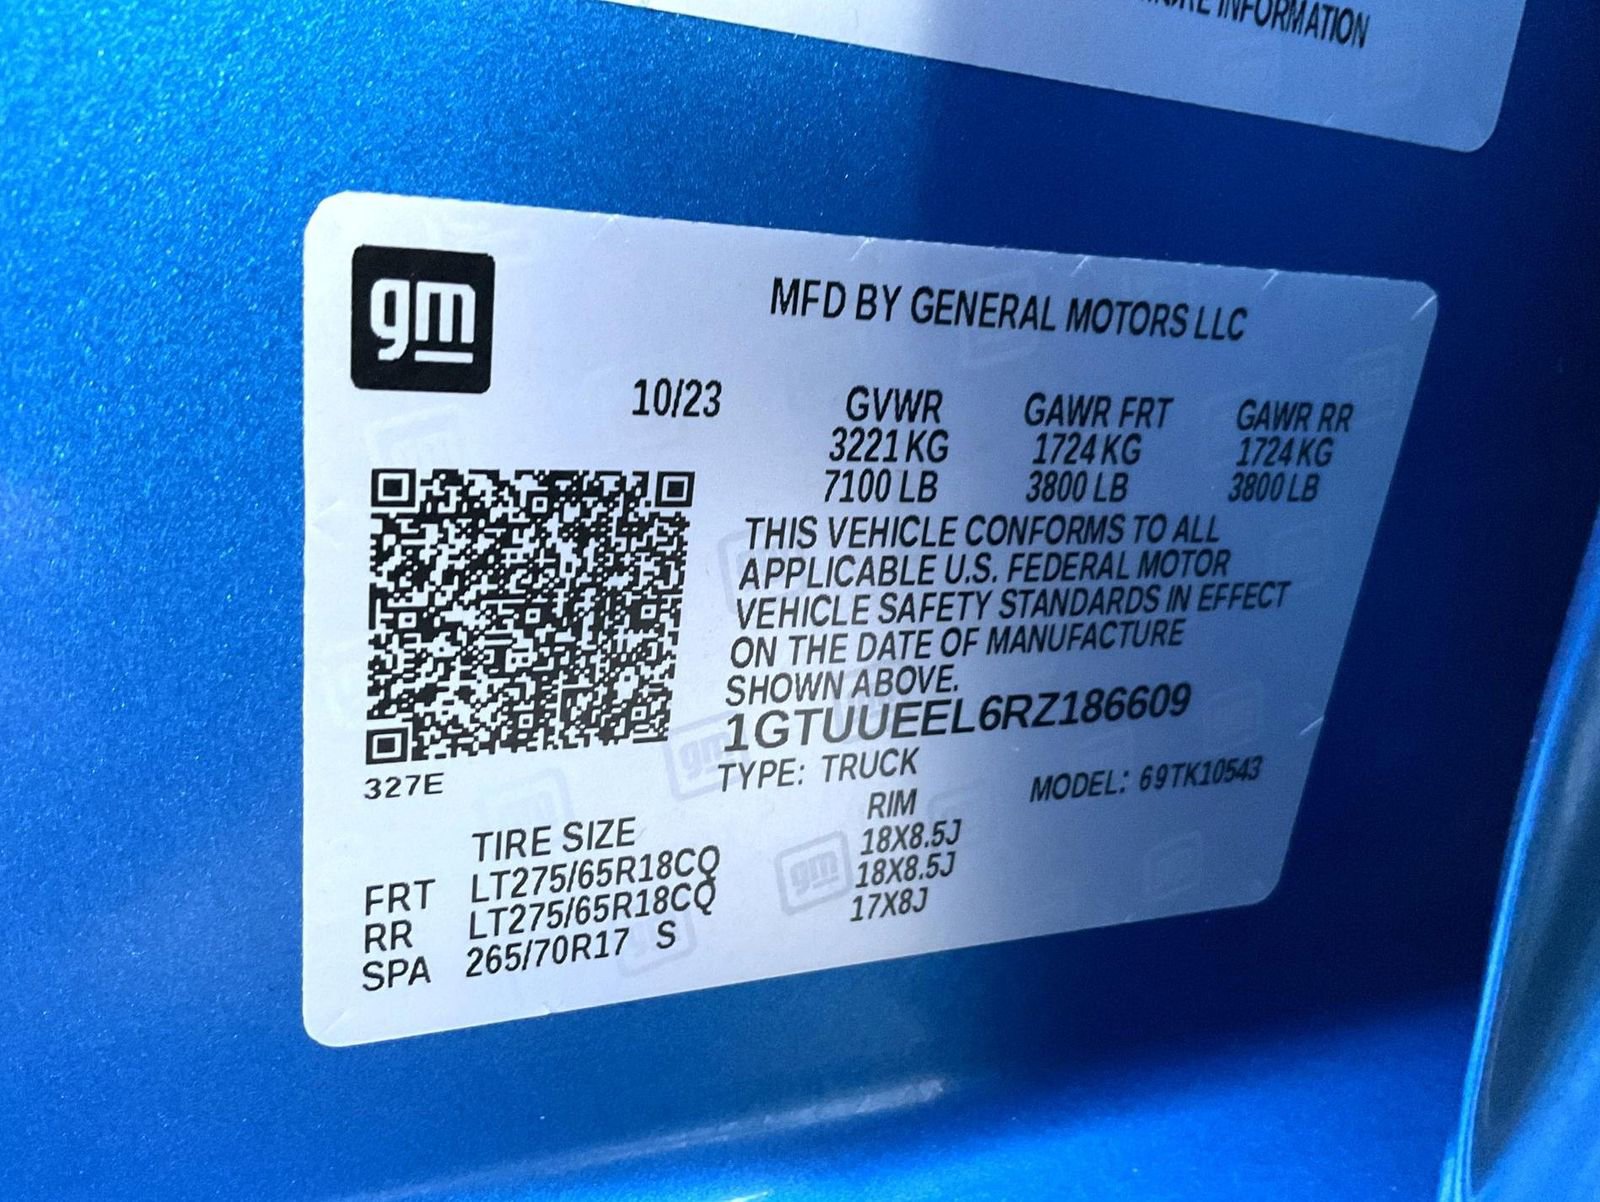 INFORMATION
gm
MFD BY GENERAL MOTORS LLC
10/23
GVWR GAWR FRT GAWR RR
3221 KG 1724 KG 1724 KG
7100 LB 3800 LB 3800 LB
THIS VEHICLE CONFORMS TO ALL
APPLICABLE U.S. FEDERAL MOTOR
VEHICLE SAFETY STANDARDS IN EFFECT
ON THE DATE OF MANUFACTURE
SHOWN ABOVE.
1GTUUEEL6RZ186609
327E
TYPE: TRUCK MODEL: 69TK10543
TIRE SIZE RIM
FRT LT275/65R18CQ 18X8.5J
RR LT275/65R18CQ 18X8.5J
SPA 265/70R17 S 17X8J